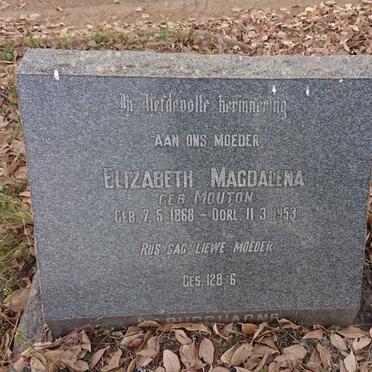 In liefdevolle herinnering
AAN ONS MOEDER
ELIZABETH MAGDALENA
GEB. MOUTON
GEB. 7.5.1868 - OORL. 11.3.1953
RUS SAG LIEWE MOEDER
GES. 128:6